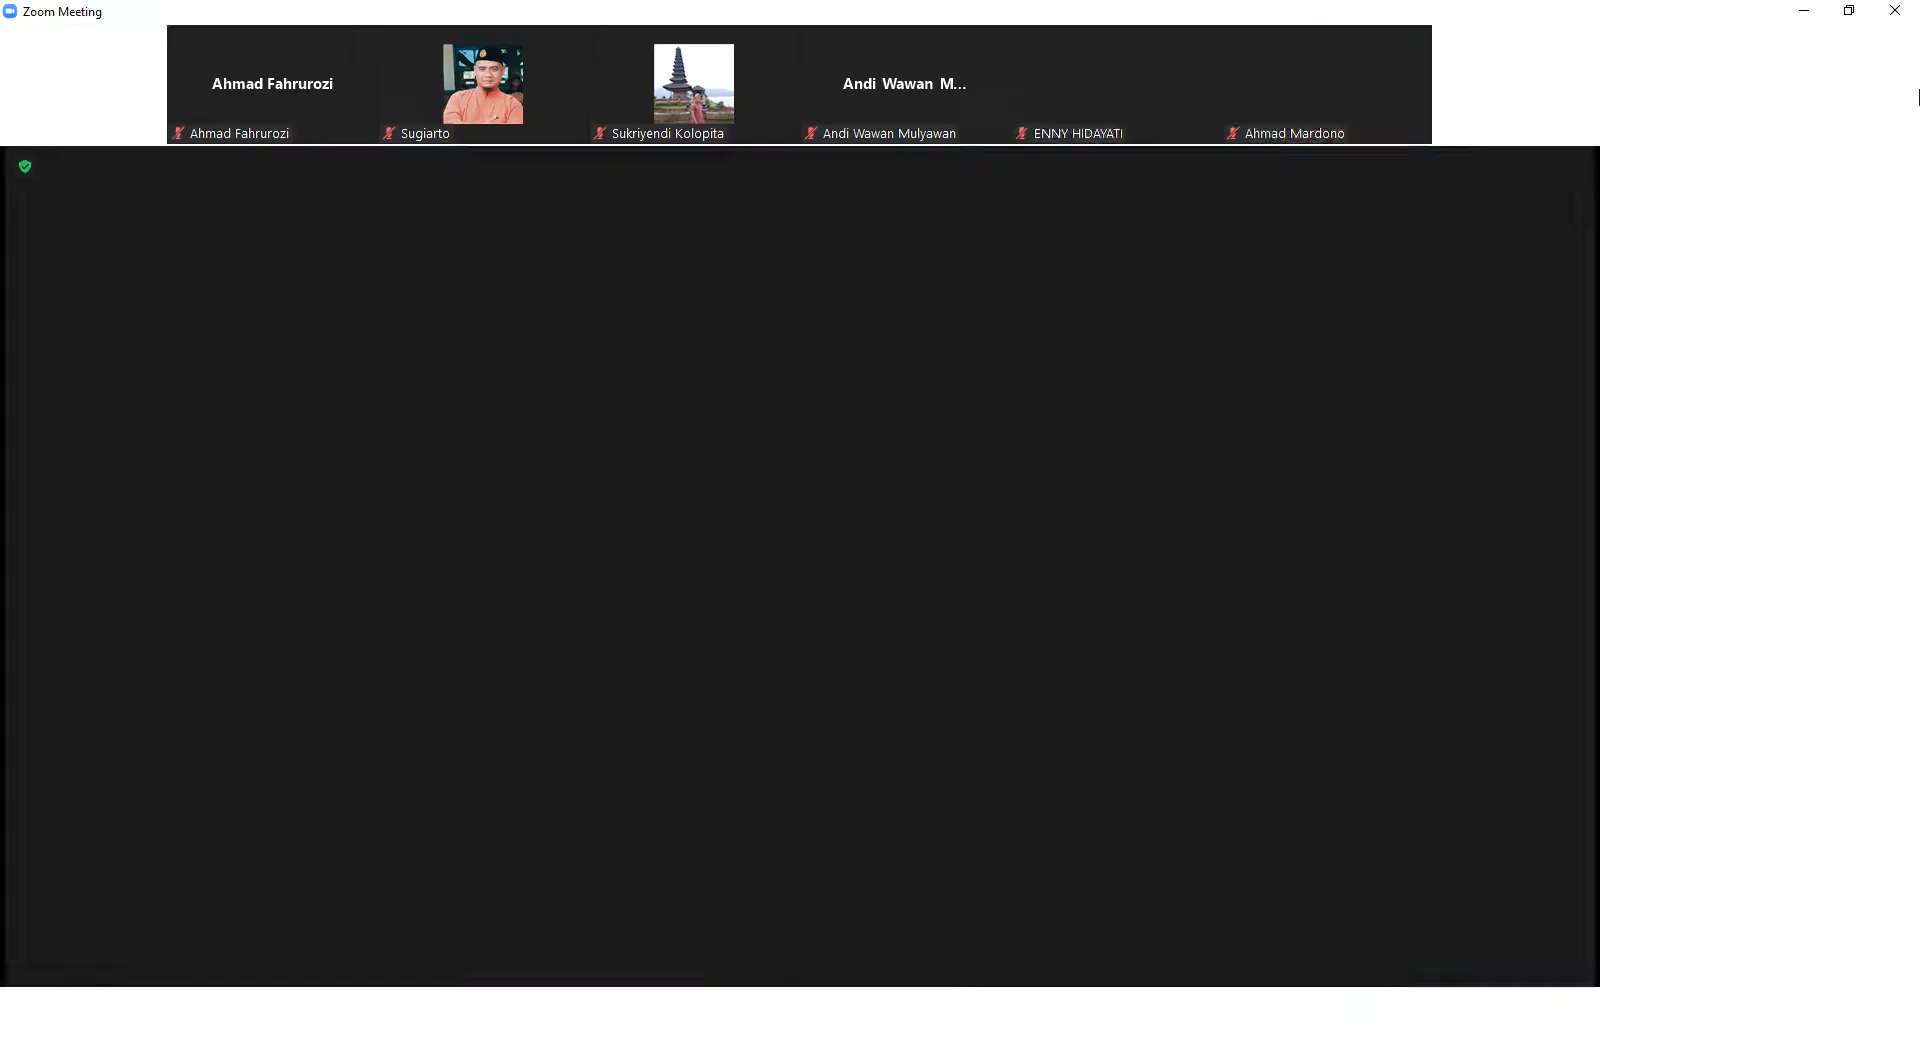 Zoom Meeting
Ahmad Fahrurozi
Andi Wawan M...
Ahmad Fahrurozi
Sugiarto
Sukriyendi Kolopita
Andi Wawan Mulyawan
ENNY HIDAYATI
Ahmad Mardono